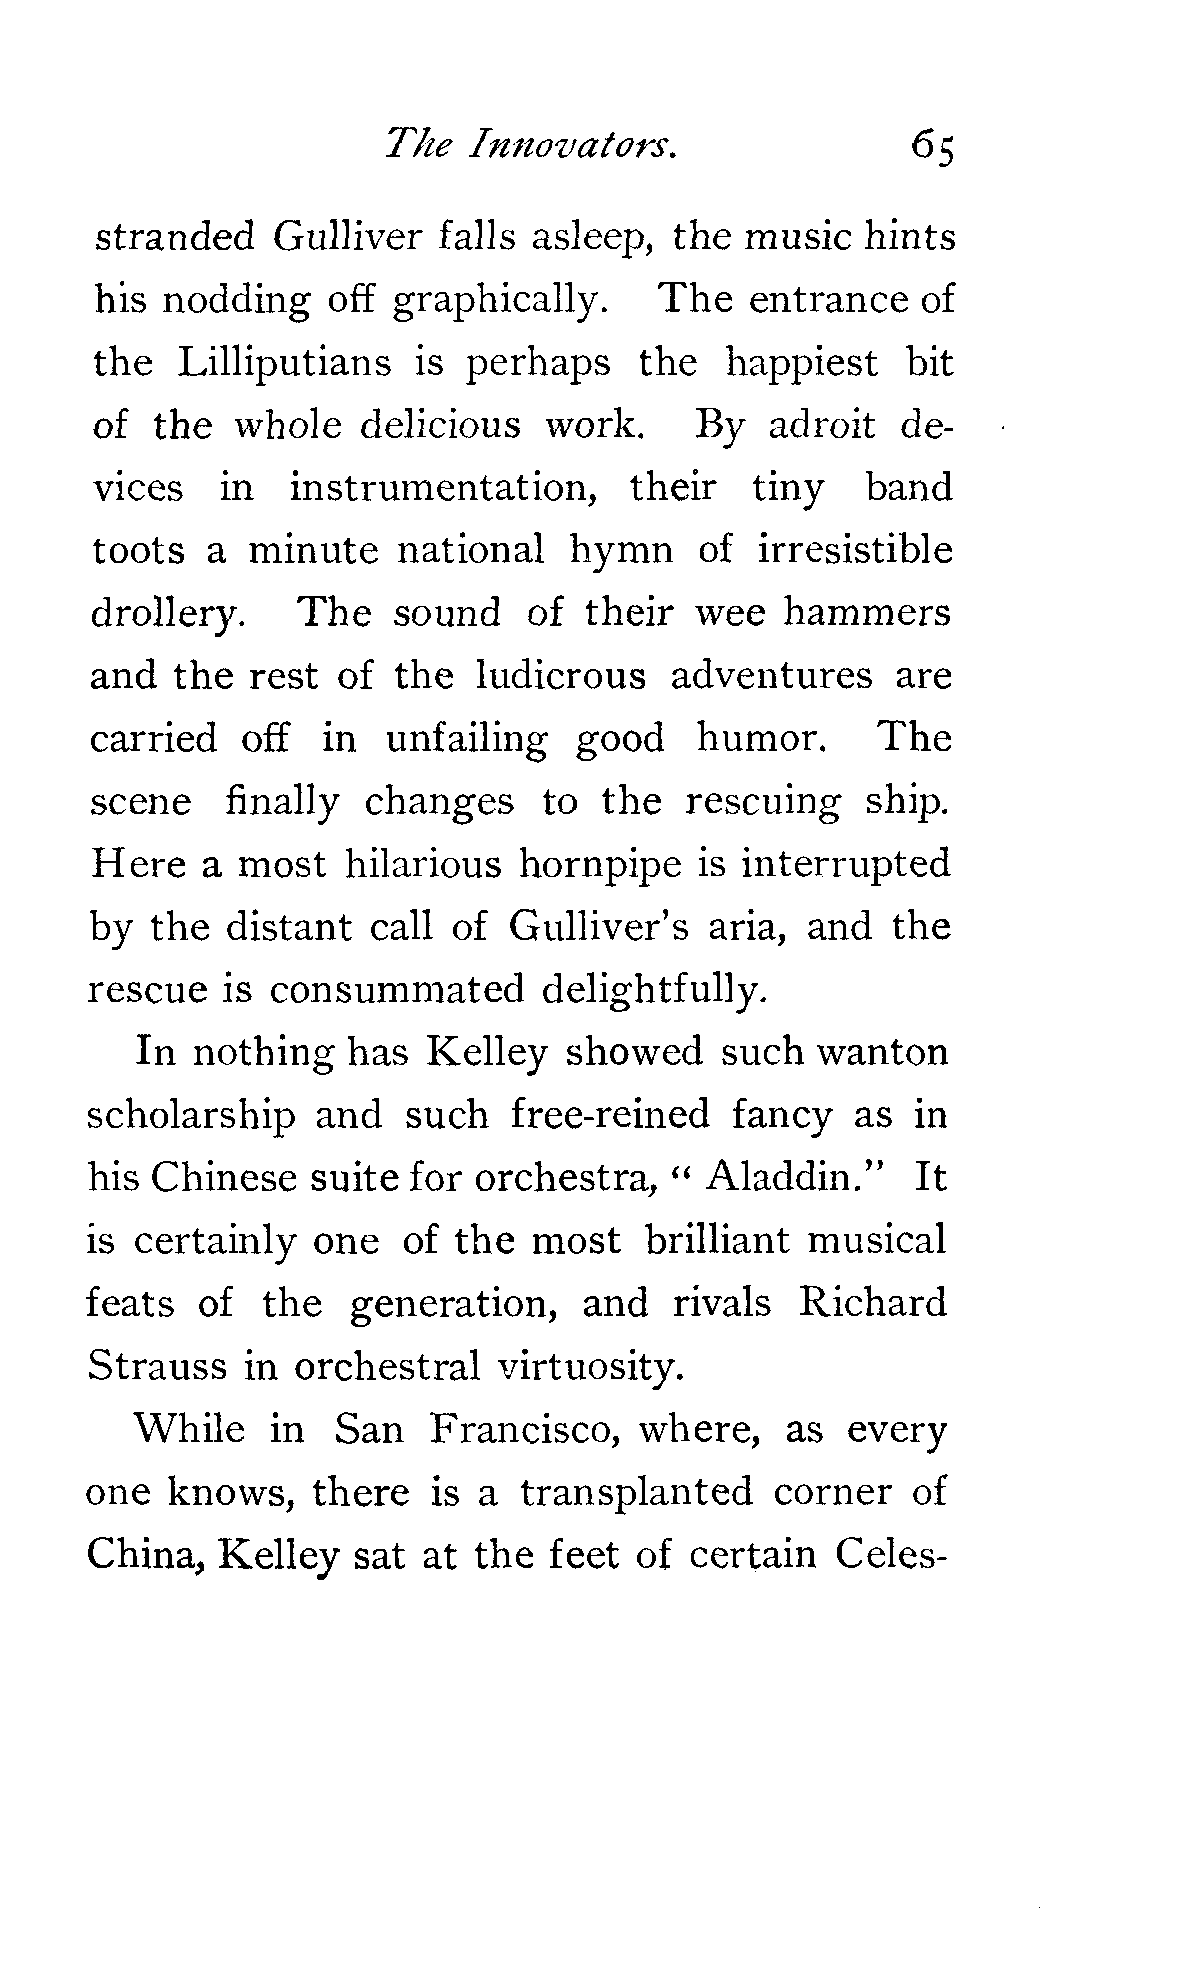 The Innovators. 65
stranded Gulliver falls asleep, the music hints
his nodding off graphically. The entrance of
the Lilliputians is perhaps the happiest bit
of the whole delicious work. By adroit de-
vices in instrumentation, their tiny band
toots a minute national hymn of irresistible
drollery. The sound of their wee hammers
and the rest of the ludicrous adventures are
carried off in unfailing good humor. The
scene finally changes to the rescuing ship.
Here a most hilarious hornpipe is interrupted
by the distant call of Gulliver's aria, and the
rescue is consummated delightfully.
In nothing has Kelley showed such wanton
scholarship and such free-reined fancy as in
his Chinese suite for orchestra, “ Aladdin.” It
is certainly one of the most brilliant musical
feats of the generation, and rivals Richard
Strauss in orchestral virtuosity.
While in San Francisco, where, as every
one knows, there is a transplanted corner of
China, Kelley sat at the feet of certain Celes-